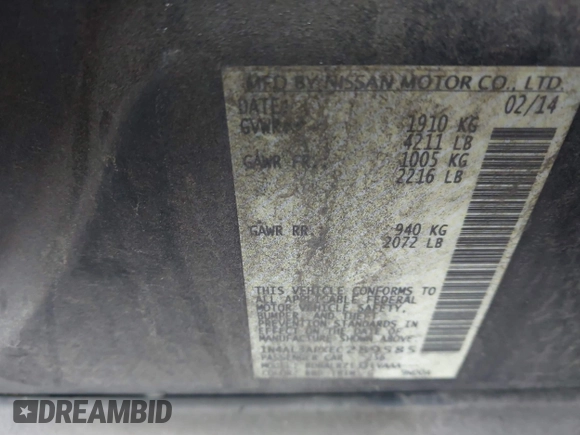 MFD BY NISSAN MOTOR CO., LTD.
DATE: 02/14
GVWR: 1910 KG
4211 LB
GAWR FR. 1005 KG
2216 LB
GAWR RR. 940 KG
2072 LB
THIS VEHICLE CONFORMS TO
ALL APPLICABLE FEDERAL
MOTOR VEHICLE SAFETY,
BUMPER, AND THEFT
PREVENTION STANDARDS IN
EFFECT ON THE DATE OF
MANUFACTURE SHOWN ABOVE
PASSENGER CAR
MODEL:
DREAMBID